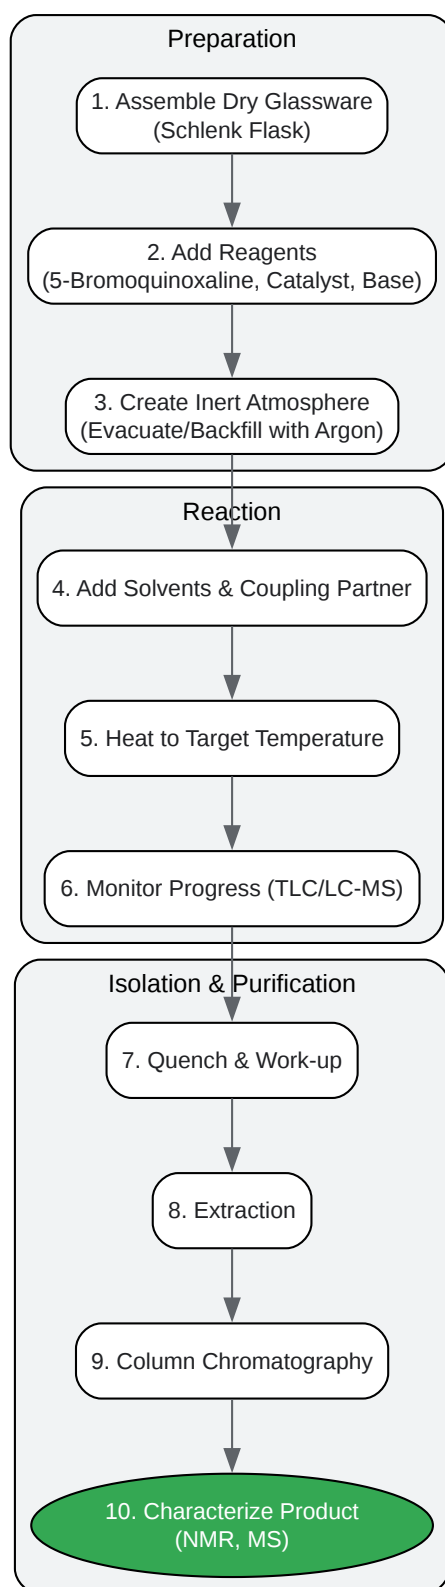 Preparation
1. Assemble Dry Glassware
(Schlenk Flask)
2. Add Reagents
(5-Bromoquinoxaline, Catalyst, Base)
3. Create Inert Atmosphere
(Evacuate/Backfill with Argon)
Reaction
4. Add Solvents & Coupling Partner
5. Heat to Target Temperature
6. Monitor Progress (TLC/LC-MS)
Isolation & Purification
7. Quench & Work-up
8. Extraction
9. Column Chromatography
10. Characterize Product
(NMR, MS)